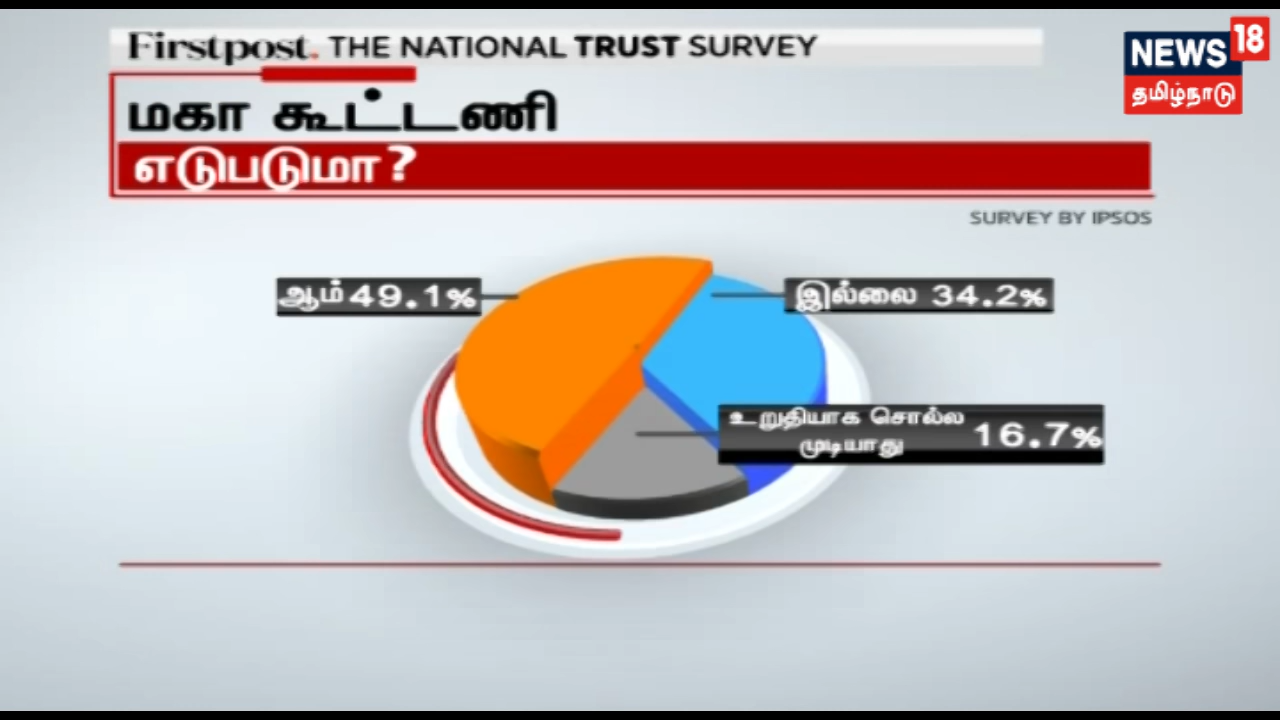 Firstpost. THE NATIONAL TRUST SURVEY
NEWS 18
தமிழ்நாடு
மகா கூட்டணி
எடுபடுமா?
SURVEY BY IPSOS
ஆம் 49.1%
இல்லை 34.2%
உறுதியாக சொல்ல
முடியாது 16.7%